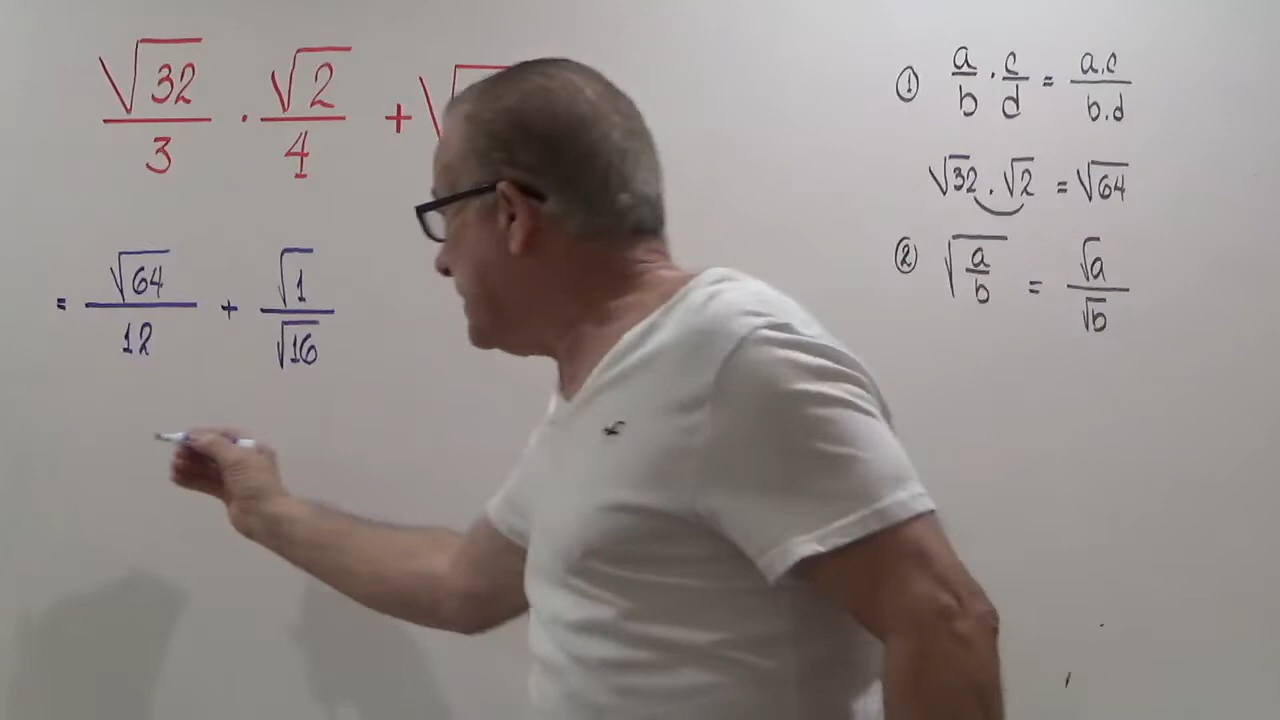 √32/3 · √2/4 + √
= √64/12 + √1/√16
① a/b · c/d = a.c/b.d
√32 . √2 = √64
② √(a/b) = √a/√b